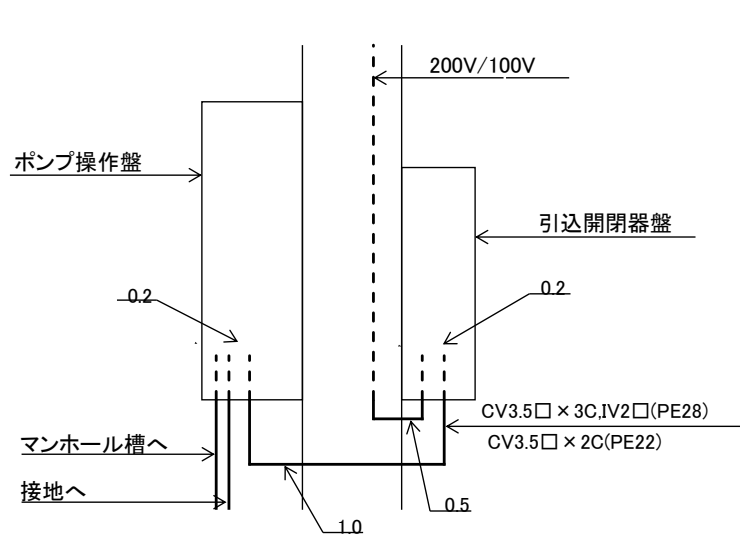 200V/100V
ポンプ操作盤
引込開閉器盤
0.2
0.2
CV3.5□×3C,IV2□(PE28)
CV3.5□×2C(PE22)
マンホール槽へ
接地へ
0.5
1.0